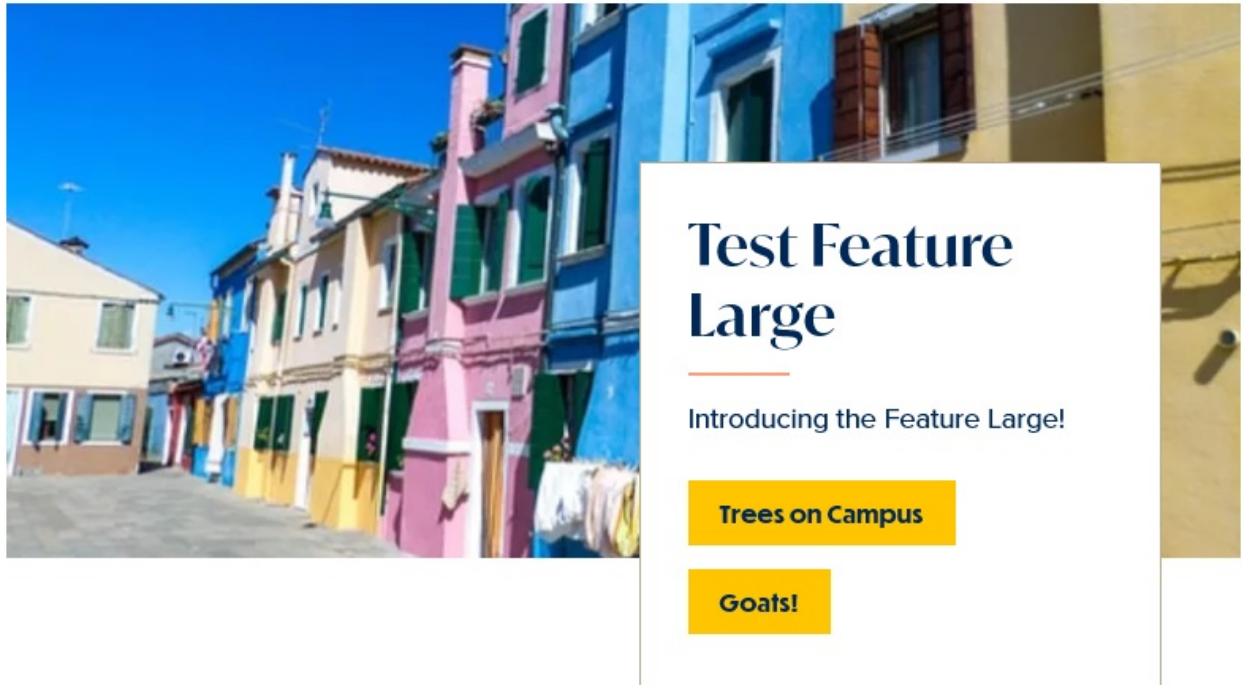 Test Feature
Large
Introducing the Feature Large!
Trees on Campus
Goats!